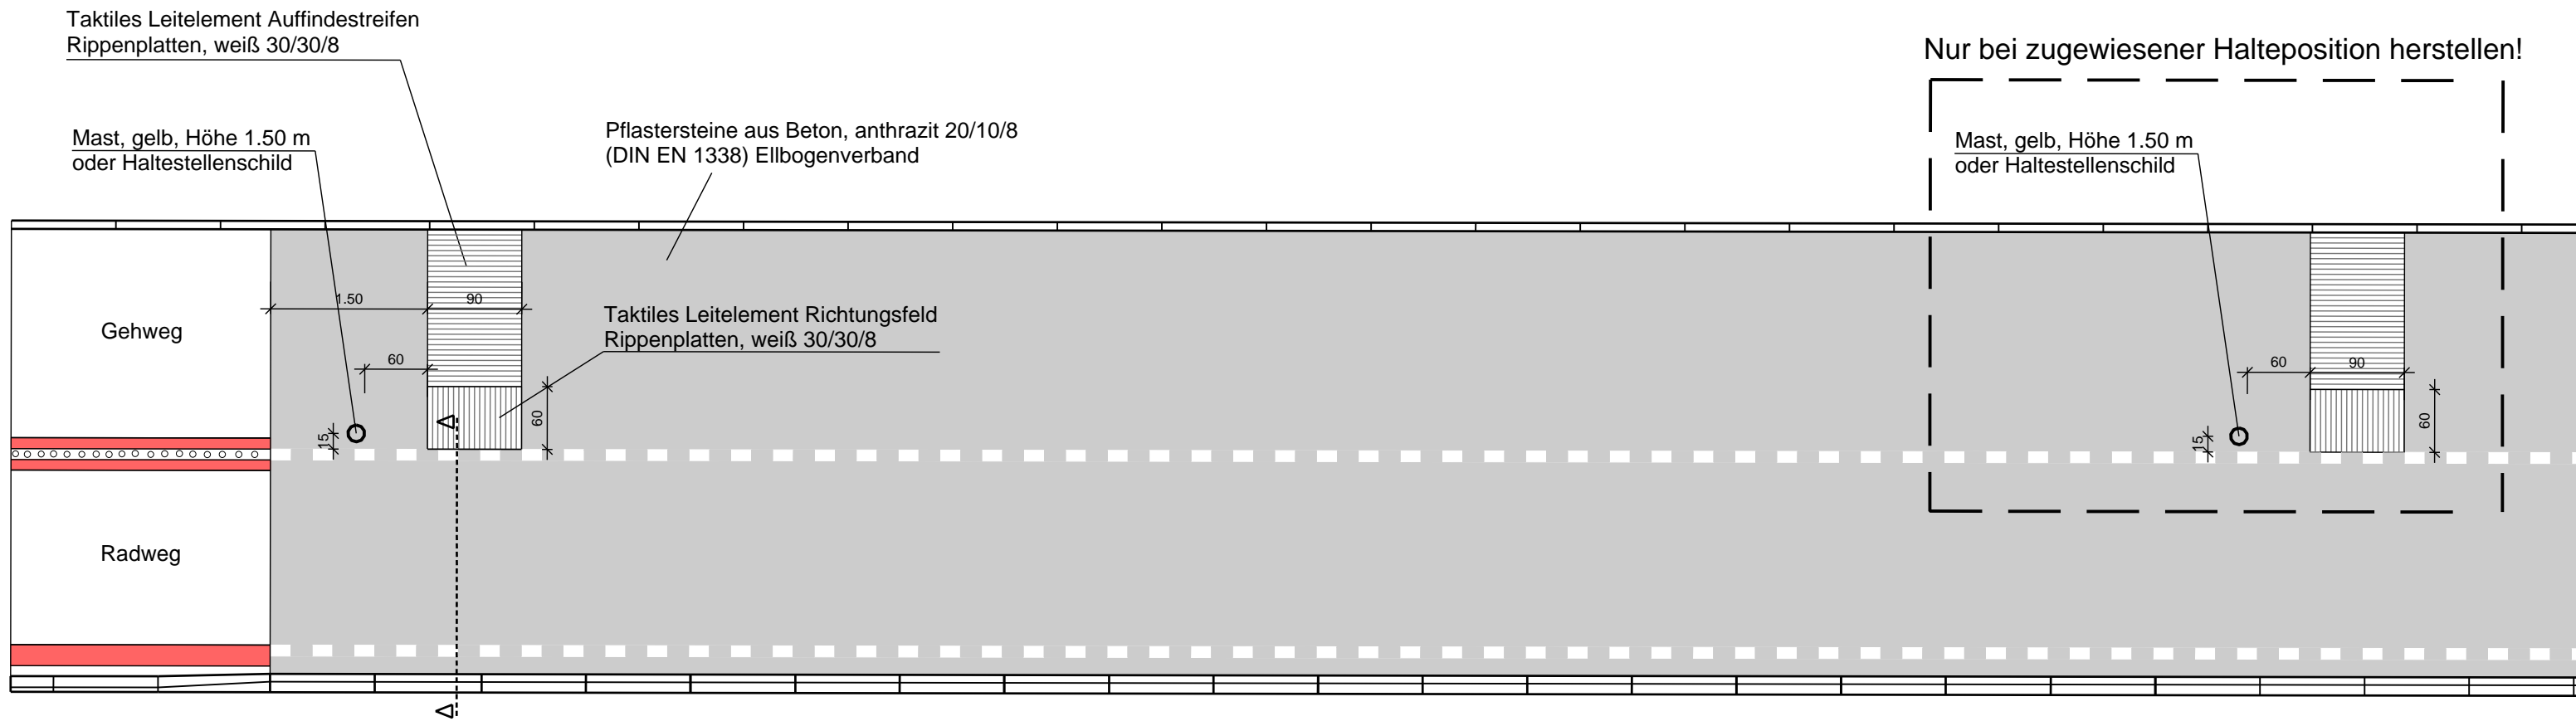 Taktiles Leitelement Auffindestreifen
Rippenplatten, weiß 30/30/8
Nur bei zugewiesener Halteposition herstellen!
Mast, gelb, Höhe 1.50 m
oder Haltestellenschild
Pflastersteine aus Beton, anthrazit 20/10/8
(DIN EN 1338) Ellbogenverband
Mast, gelb, Höhe 1.50 m
oder Haltestellenschild
1.50
90
Taktiles Leitelement Richtungsfeld
Rippenplatten, weiß 30/30/8
Gehweg
60
60
90
60
60
15
15
Radweg
A
A